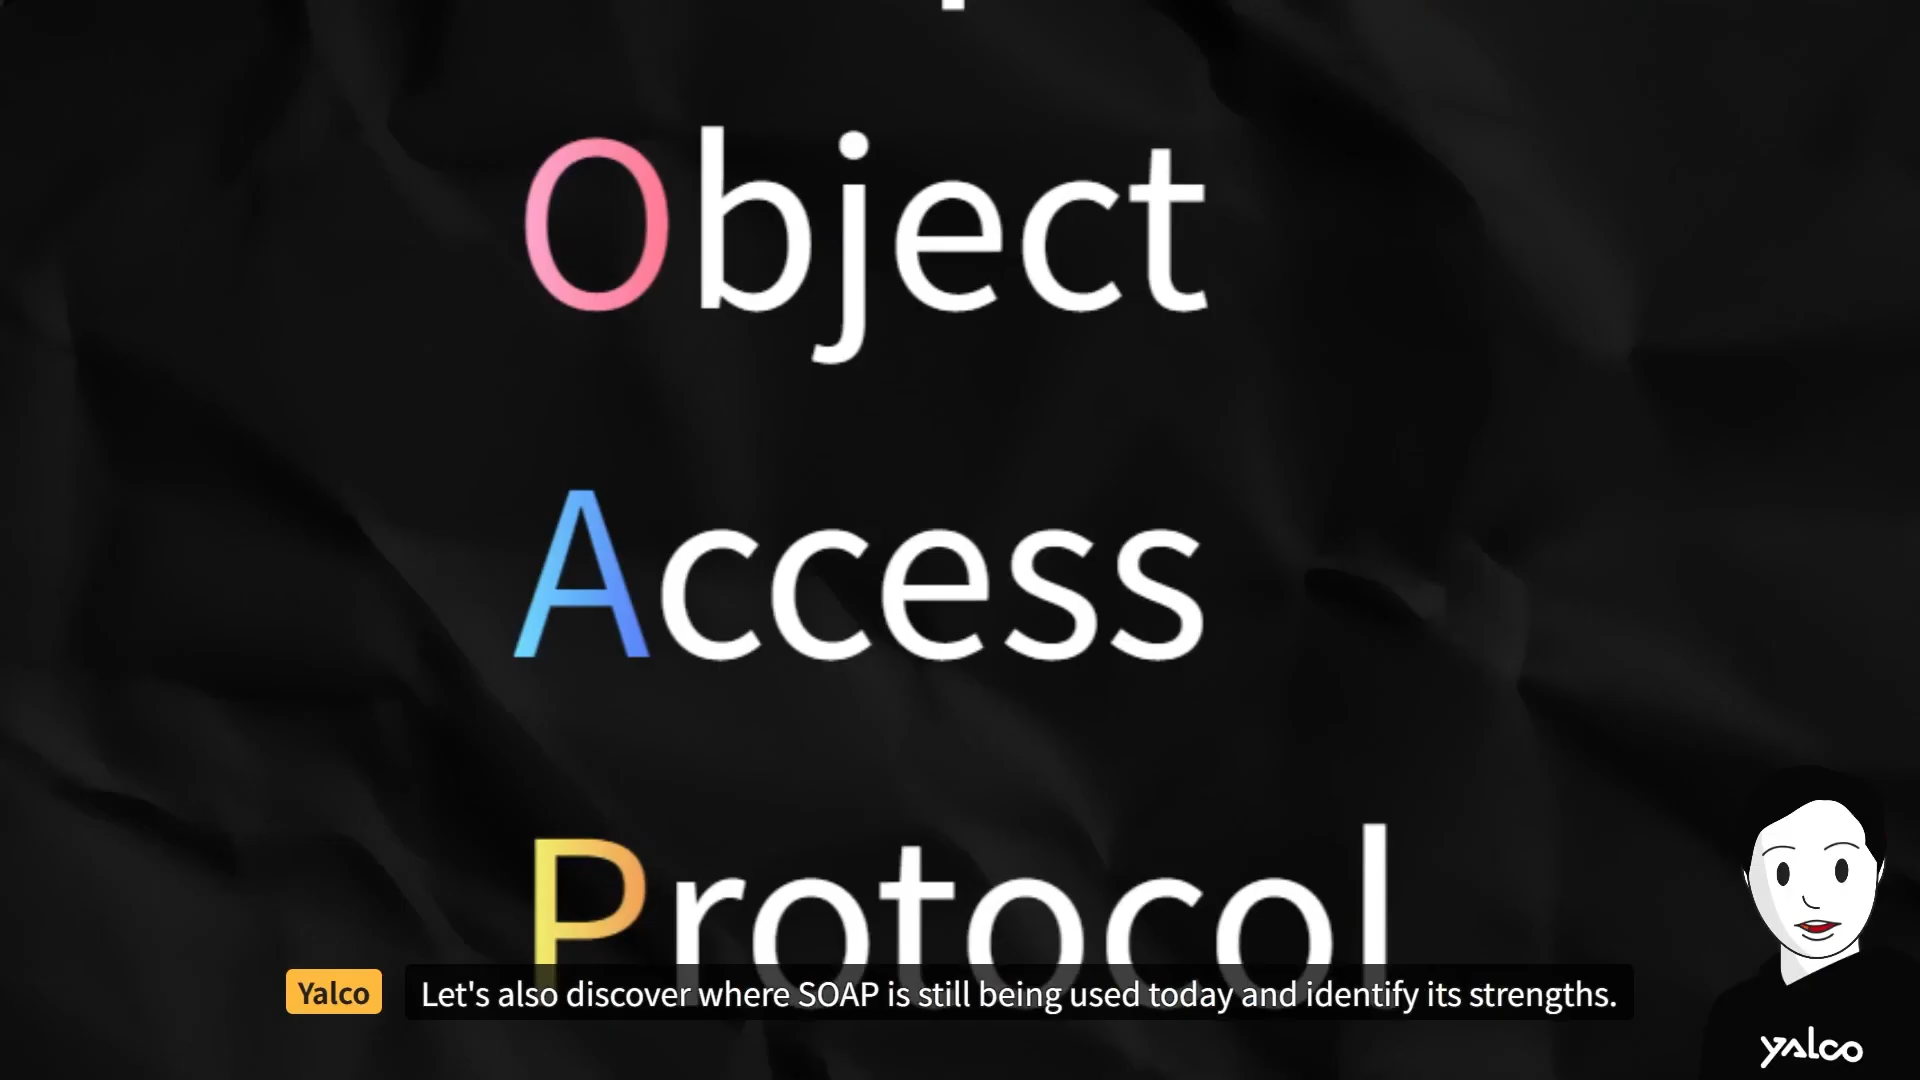 Object
Access
Protocol
Yalco Let's also discover where SOAP is still being used today and identify its strengths.
yalco